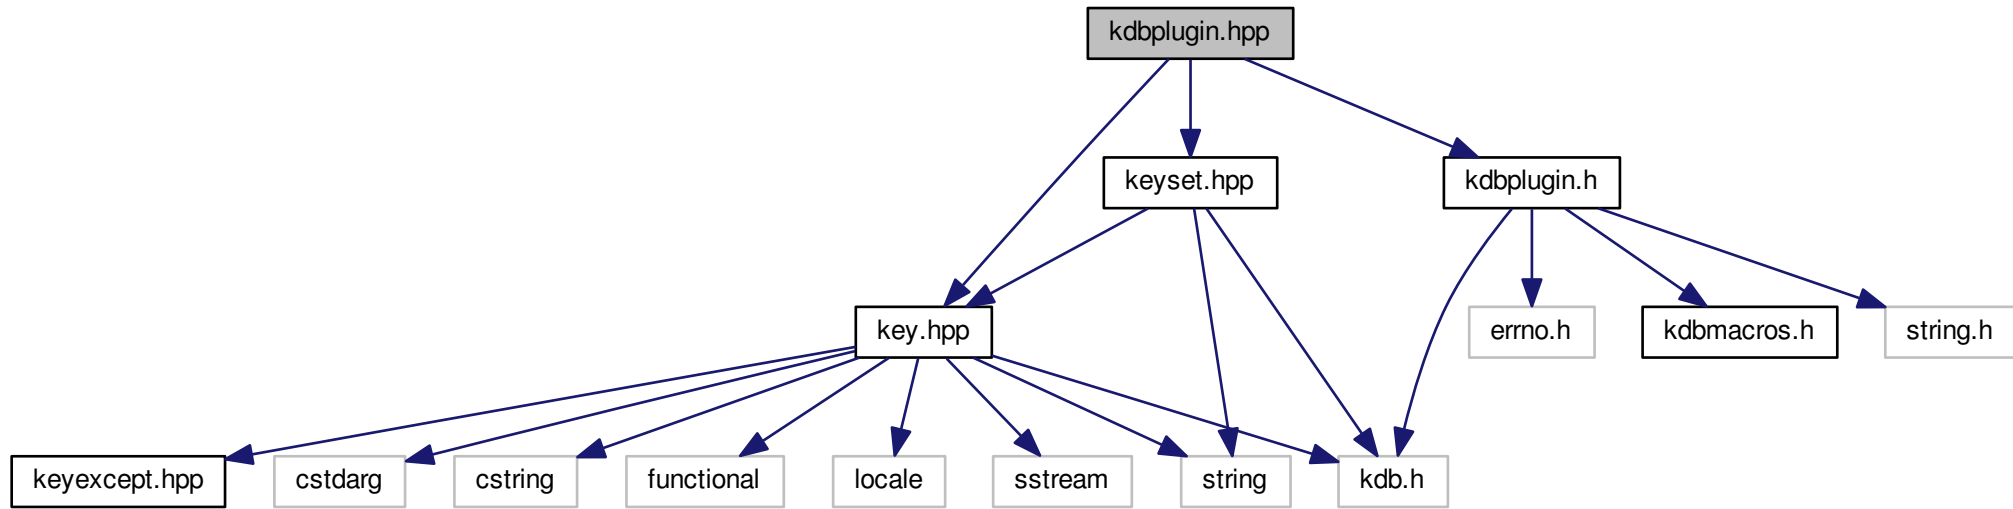 kdbplugin.hpp
keyset.hpp
kdbplugin.h
key.hpp
errno.h
kdbmacros.h
string.h
keyexcept.hpp
cstdarg
cstring
functional
locale
sstream
string
kdb.h